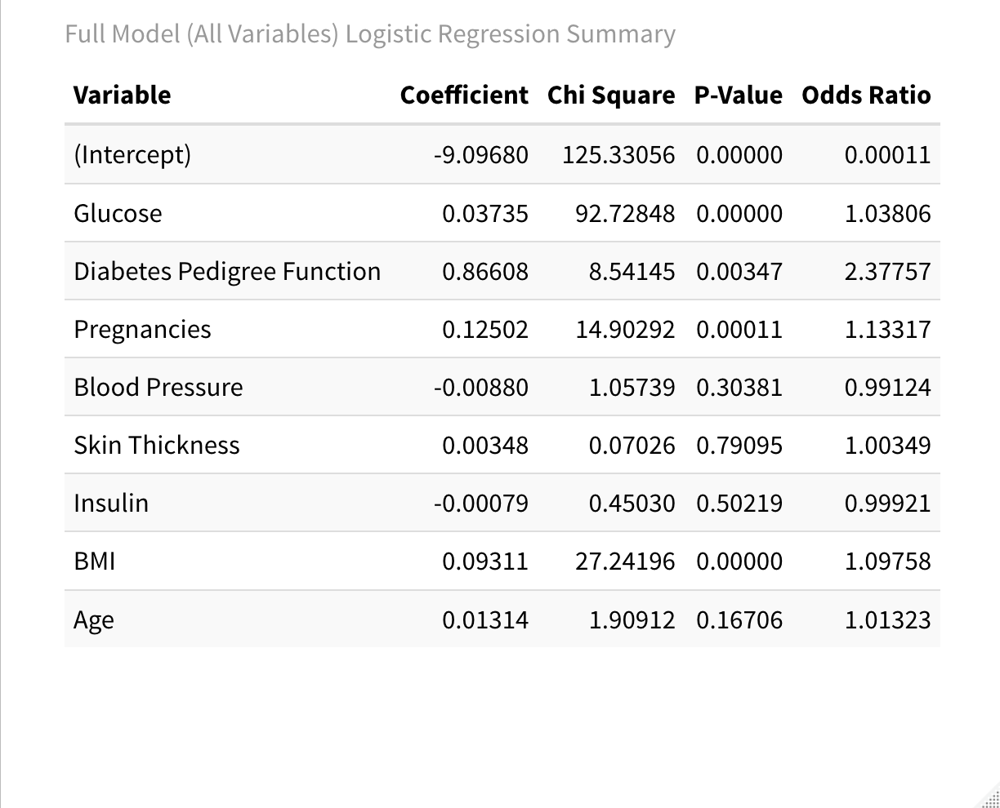 Full Model (All Variables) Logistic Regression Summary
Variable Coefficient Chi Square P-Value Odds Ratio
(Intercept) -9.09680 125.33056 0.00000 0.00011
Glucose 0.03735 92.72848 0.00000 1.03806
Diabetes Pedigree Function 0.86608 8.54145 0.00347 2.37757
Pregnancies 0.12502 14.90292 0.00011 1.13317
Blood Pressure -0.00880 1.05739 0.30381 0.99124
Skin Thickness 0.00348 0.07026 0.79095 1.00349
Insulin -0.00079 0.45030 0.50219 0.99921
BMI 0.09311 27.24196 0.00000 1.09758
Age 0.01314 1.90912 0.16706 1.01323